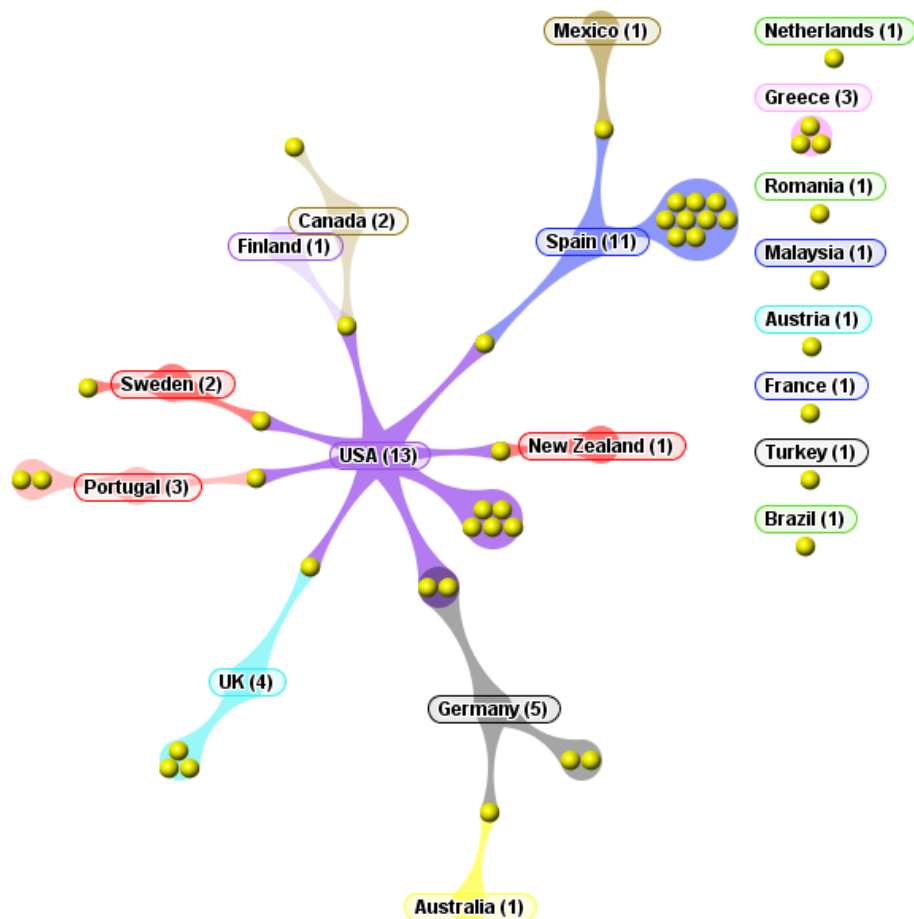 Mexico (1)
Netherlands (1)
Greece (3)
Romania (1)
Canada (2)
Finland (1)
Spain (11)
Malaysia (1)
Austria (1)
Sweden (2)
France (1)
USA (13)
New Zealand (1)
Turkey (1)
Portugal (3)
Brazil (1)
UK (4)
Germany (5)
Australia (1)